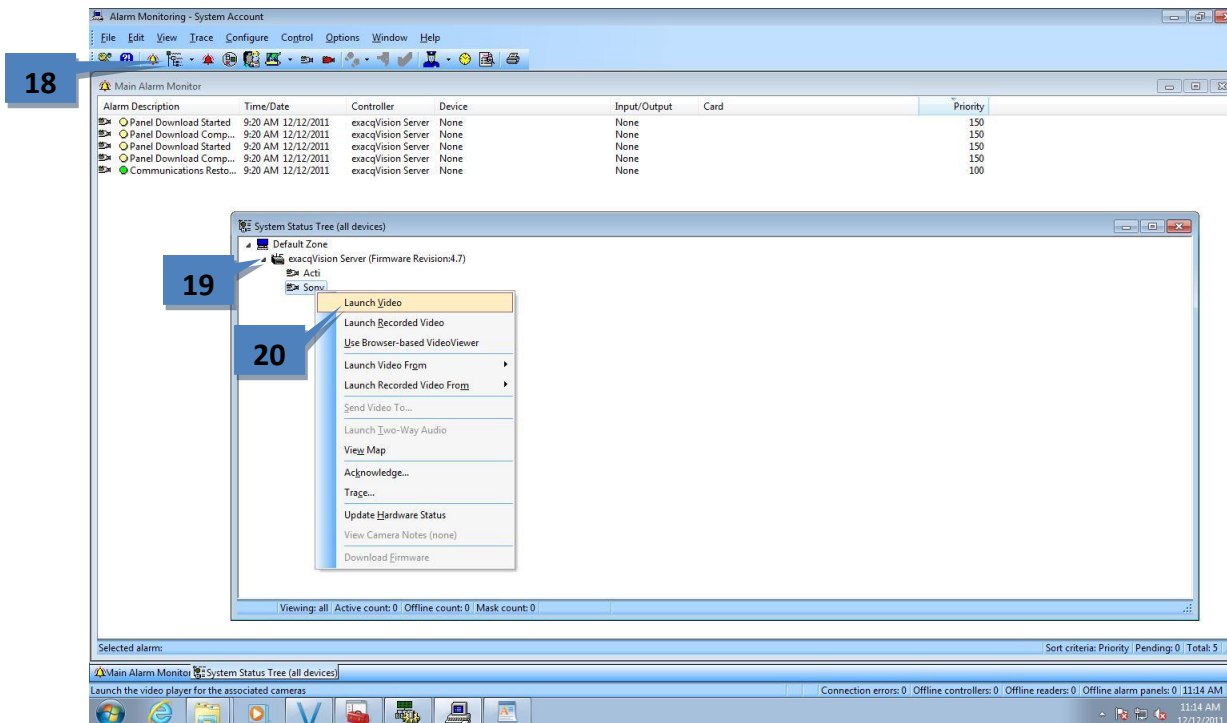 Alarm Monitoring - System Account
File Edit View Trace Configure Control Options Window Help
18
Main Alarm Monitor
Alarm Description Time/Date Controller Device Input/Output Card Priority
Panel Download Started 9:20 AM 12/12/2011 exacqVision Server None None 150
Panel Download Comp... 9:20 AM 12/12/2011 exacqVision Server None None 150
Panel Download Started 9:20 AM 12/12/2011 exacqVision Server None None 150
Panel Download Comp... 9:20 AM 12/12/2011 exacqVision Server None None 150
Communications Resto... 9:20 AM 12/12/2011 exacqVision Server None None 100
System Status Tree (all devices)
Default Zone
exacqVision Server (Firmware Revision:4.7)
19
Acti
Sony
Launch Video
20
Launch Recorded Video
Use Browser-based VideoViewer
Launch Video From
Launch Recorded Video From
Send Video To...
Launch Two-Way Audio
View Map
Acknowledge...
Trace...
Update Hardware Status
View Camera Notes (none)
Download Firmware
Viewing: all Active count: 0 Offline count: 0 Mask count: 0
Selected alarm: Sort criteria: Priority Pending: 0 Total: 5
Main Alarm Monitor System Status Tree (all devices)
Launch the video player for the associated cameras Connection errors: 0 Offline controllers: 0 Offline readers: 0 Offline alarm panels: 0 11:14 AM
11:14 AM
12/12/2011